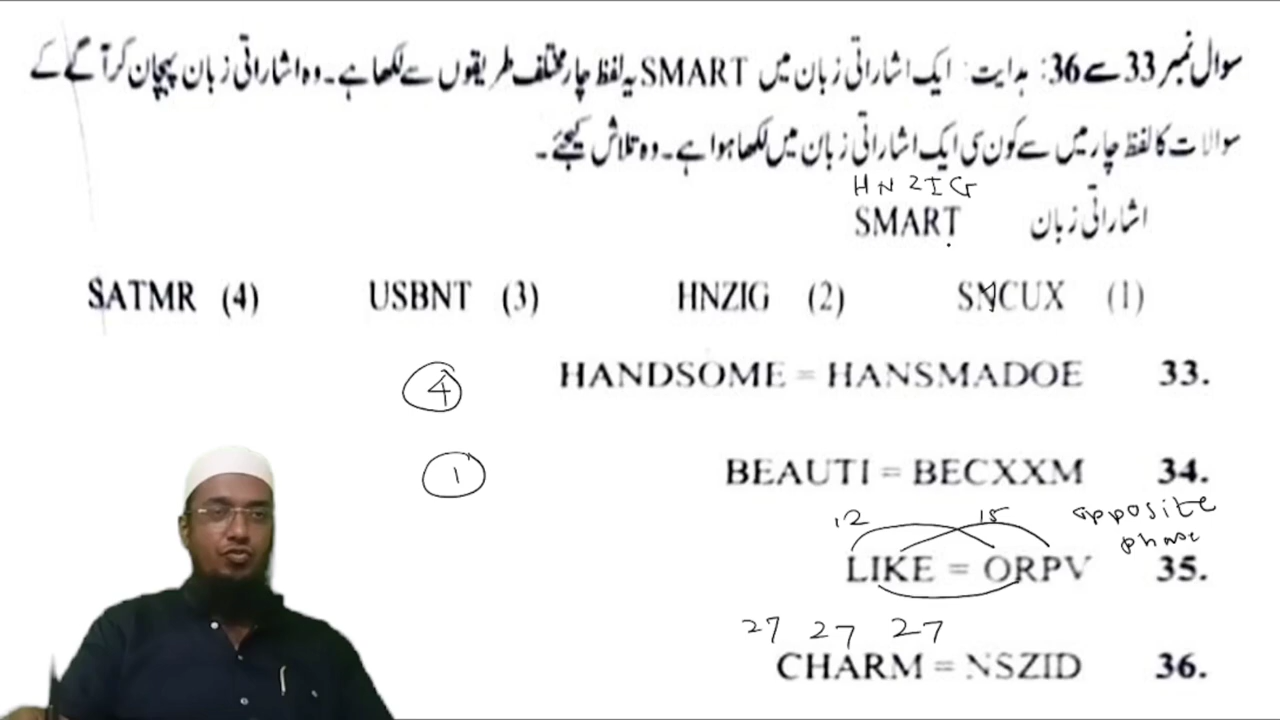 سوال نمبر 33 سے 36: ہدایت: ایک اشاراتی زبان میں SMART یہ لفظ چار مختلف طریقوں سے لکھا ہے۔ وہ اشاراتی زبان پہچان کر آگے کے
سوالات کا لفظ چار میں سے کون سی ایک اشاراتی زبان میں لکھا ہوا ہے۔ وہ تلاش کیجئے۔
HNZIG
اشاراتی زبان SMART
(1) SNCUX (2) HNZIG (3) USBNT (4) SATMR
33. HANDSOME = HANSMADOE
4
34. BEAUTI = BECXXM
1
12 15 opposite
phase
35. LIKE = ORPV
27 27 27
36. CHARM = NSZID